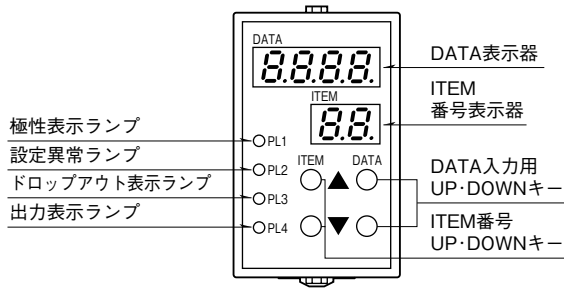 DATA
8.8.8.8.
ITEM
8.8.
PL1
PL2
PL3
PL4
ITEM
DATA
極性表示ランプ
設定異常ランプ
ドロップアウト表示ランプ
出力表示ランプ
DATA表示器
ITEM
番号表示器
DATA入力用
UP･DOWNキー
ITEM番号
UP･DOWNキー